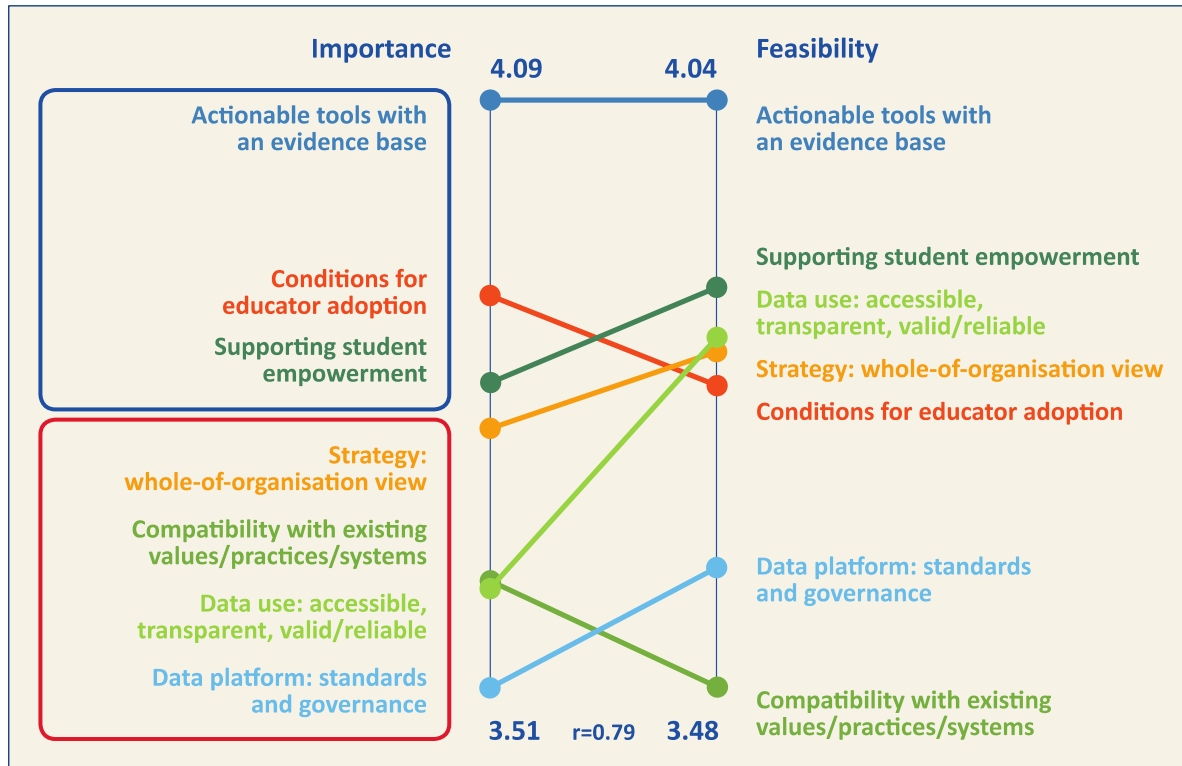 Importance
4.09
4.04
Feasibility
Actionable tools with
an evidence base
Conditions for
educator adoption
Supporting student
empowerment
Strategy:
whole-of-organisation view
Compatibility with existing
values/practices/systems
Data use: accessible,
transparent, valid/reliable
Data platform: standards
and governance
Actionable tools with
an evidence base
Supporting student empowerment
Data use: accessible,
transparent, valid/reliable
Strategy: whole-of-organisation view
Conditions for educator adoption
Data platform: standards
and governance
Compatibility with existing
values/practices/systems
3.51
r=0.79
3.48